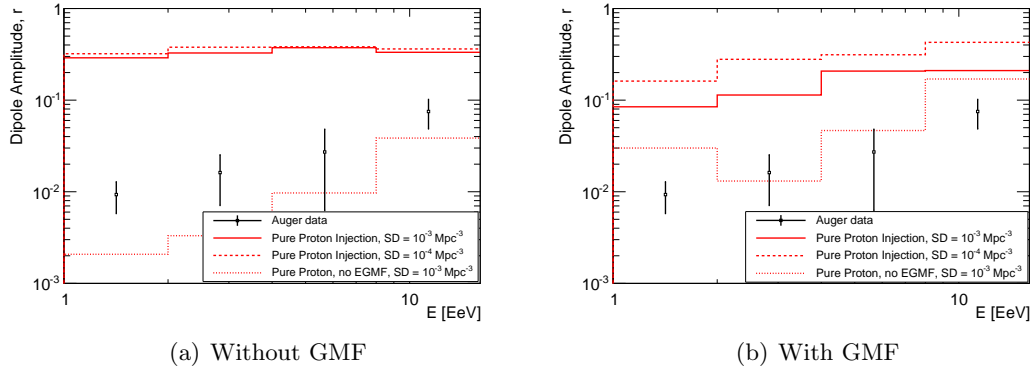 Dipole Amplitude, r
1
10⁻¹
10⁻²
10⁻³
Auger data
Pure Proton Injection, SD = 10⁻³ Mpc⁻³
Pure Proton Injection, SD = 10⁻⁴ Mpc⁻³
Pure Proton, no EGMF, SD = 10⁻³ Mpc⁻³
1 10
E [EeV]
(a) Without GMF
Dipole Amplitude, r
1
10⁻¹
10⁻²
10⁻³
Auger data
Pure Proton Injection, SD = 10⁻³ Mpc⁻³
Pure Proton Injection, SD = 10⁻⁴ Mpc⁻³
Pure Proton, no EGMF, SD = 10⁻³ Mpc⁻³
1 10
E [EeV]
(b) With GMF